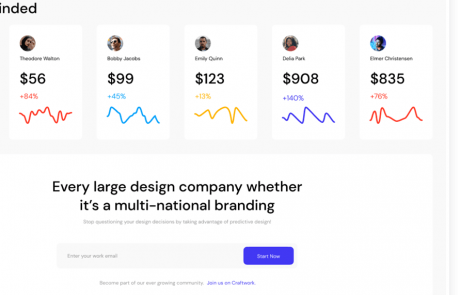 inded
Theodore Walton
Bobby Jacobs
Emily Quinn
Delia Park
Elmer Christensen
$56
$99
$123
$908
$835
+84%
+45%
+13%
+140%
+76%
Every large design company whether
it’s a multi-national branding
Stop questioning your design decisions by taking advantage of predictive design!
Enter your work email
Start Now
Become part of our ever growing community. Join us on Craftwork.